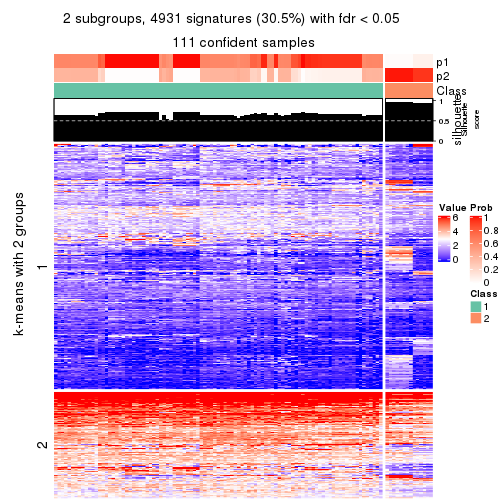 2 subgroups, 4931 signatures (30.5%) with fdr < 0.05
111 confident samples
p1
p2
Class
1
0.5
0
silhouette
Silhouette
score
k-means with 2 groups
1
2
Value
6
4
2
0
Prob
1
0.8
0.6
0.4
0.2
0
Class
1
2